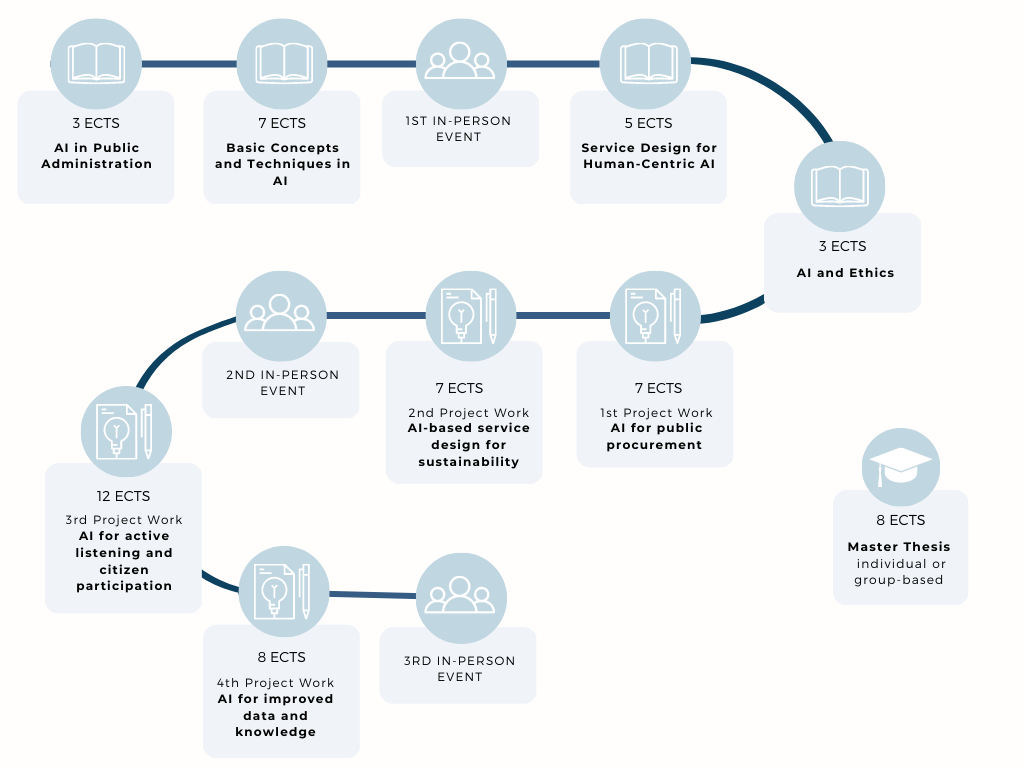 3 ECTS
AI in Public
Administration
7 ECTS
Basic Concepts
and Techniques in
AI
1ST IN-PERSON
EVENT
5 ECTS
Service Design for
Human-Centric AI
3 ECTS
AI and Ethics
7 ECTS
1st Project Work
AI for public
procurement
7 ECTS
2nd Project Work
AI-based service
design for
sustainability
2ND IN-PERSON
EVENT
12 ECTS
3rd Project Work
AI for active
listening and
citizen
participation
8 ECTS
4th Project Work
AI for improved
data and
knowledge
3RD IN-PERSON
EVENT
8 ECTS
Master Thesis
individual or
group-based